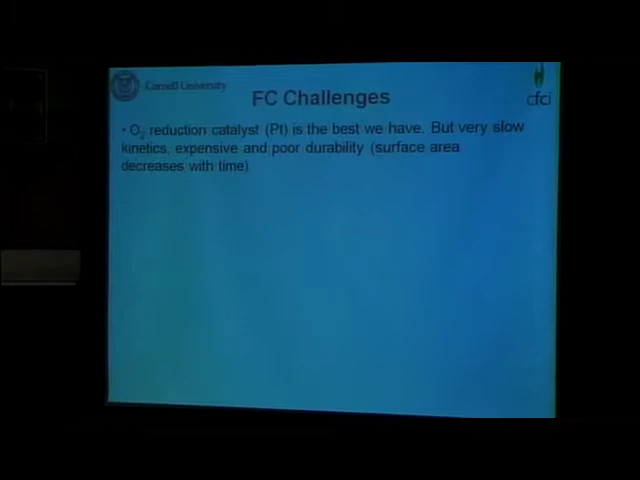 Cornell University
FC Challenges
cfci
• O2 reduction catalyst (Pt) is the best we have. But very slow
kinetics, expensive and poor durability (surface area
decreases with time)